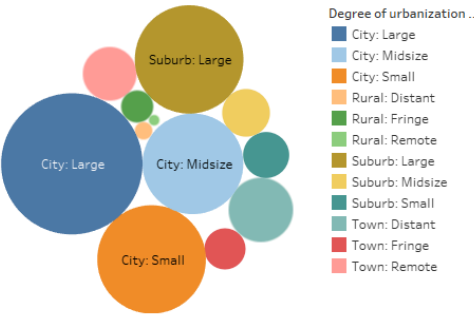 Degree of urbanization ..
City: Large
City: Midsize
City: Small
Rural: Distant
Rural: Fringe
Rural: Remote
Suburb: Large
Suburb: Midsize
Suburb: Small
Town: Distant
Town: Fringe
Town: Remote
Suburb: Large
City: Large
City: Midsize
City: Small